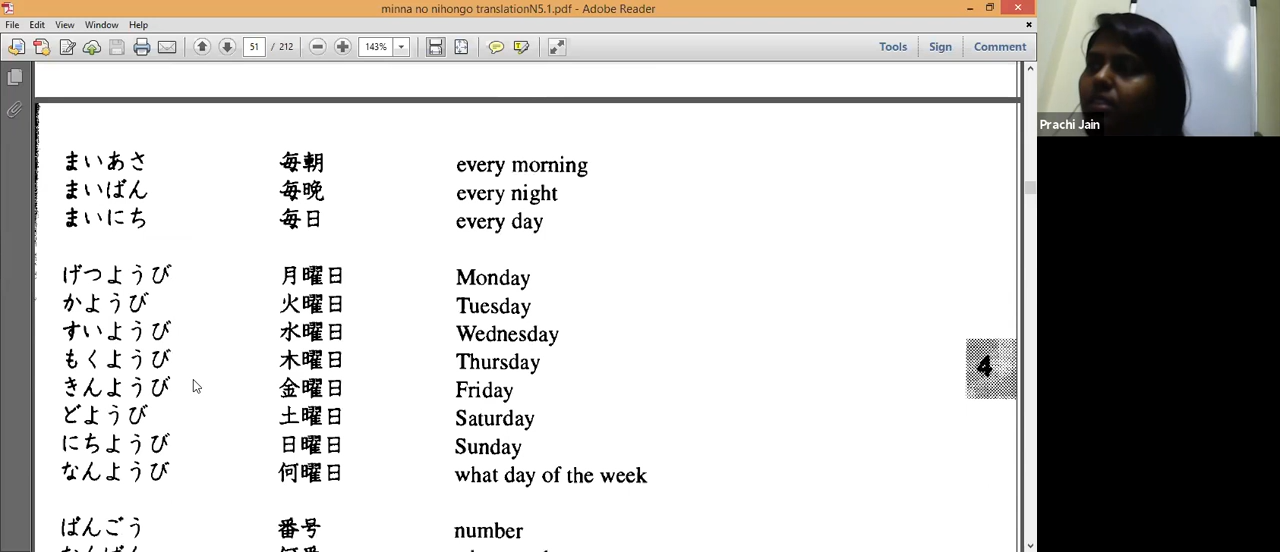 minna no nihongo translationN5.1.pdf - Adobe Reader
File Edit View Window Help
51 / 212 143% Tools Sign Comment
Prachi Jain
まいあさ 毎朝 every morning
まいばん 毎晩 every night
まいにち 毎日 every day
げつようび 月曜日 Monday
かようび 火曜日 Tuesday
すいようび 水曜日 Wednesday
もくようび 木曜日 Thursday
4
きんようび 金曜日 Friday
どようび 土曜日 Saturday
にちようび 日曜日 Sunday
なんようび 何曜日 what day of the week
ばんごう 番号 number